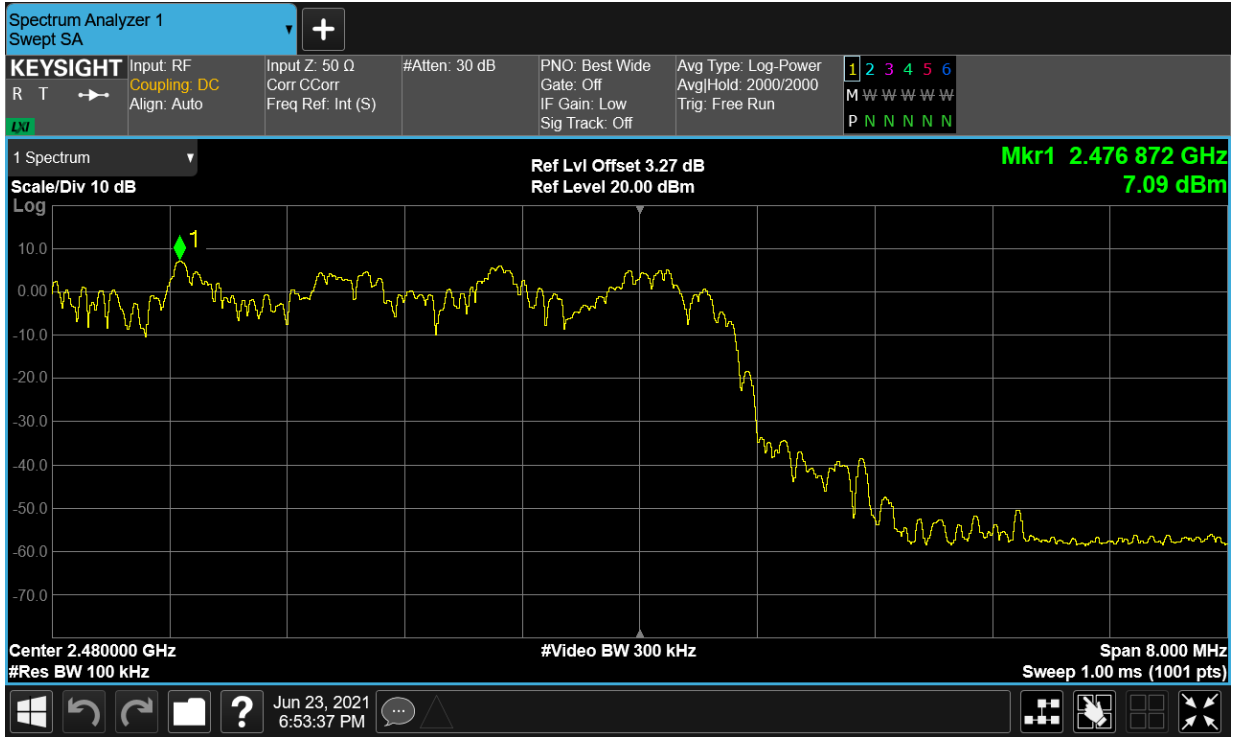 Spectrum Analyzer 1
Swept SA
KEYSIGHT
R T
LXI
Input: RF
Coupling: DC
Align: Auto
Input Z: 50 Ω
Corr CCorr
Freq Ref: Int (S)
#Atten: 30 dB
PNO: Best Wide
Gate: Off
IF Gain: Low
Sig Track: Off
Avg Type: Log-Power
Avg|Hold: 2000/2000
Trig: Free Run
1 2 3 4 5 6
M W W W W W
P N N N N N
1 Spectrum
Scale/Div 10 dB
Log
Ref Lvl Offset 3.27 dB
Ref Level 20.00 dBm
Mkr1 2.476 872 GHz
7.09 dBm
1
10.0
0.00
-10.0
-20.0
-30.0
-40.0
-50.0
-60.0
-70.0
Center 2.480000 GHz
#Res BW 100 kHz
#Video BW 300 kHz
Span 8.000 MHz
Sweep 1.00 ms (1001 pts)
?
Jun 23, 2021
6:53:37 PM